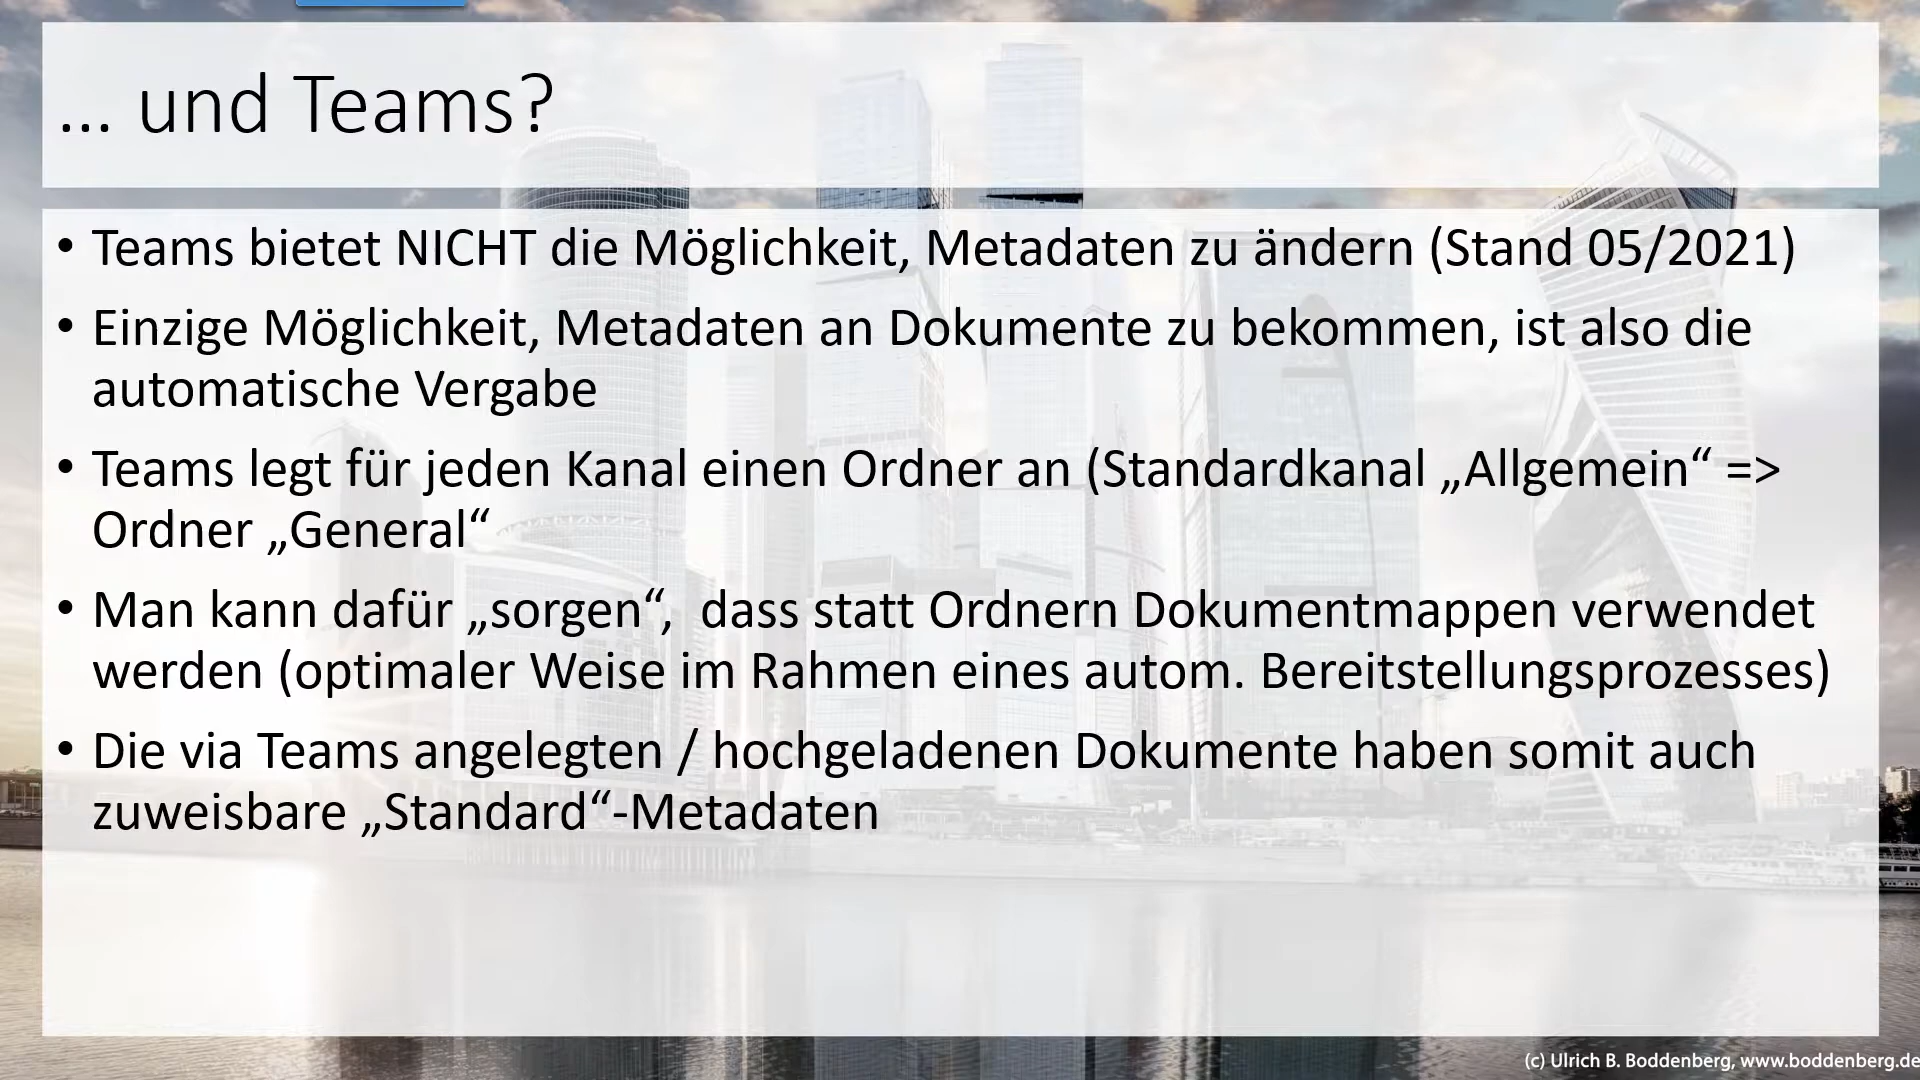 ... und Teams?
• Teams bietet NICHT die Möglichkeit, Metadaten zu ändern (Stand 05/2021)
• Einzige Möglichkeit, Metadaten an Dokumente zu bekommen, ist also die
automatische Vergabe
• Teams legt für jeden Kanal einen Ordner an (Standardkanal „Allgemein“ =>
Ordner „General“
• Man kann dafür „sorgen“,  dass statt Ordnern Dokumentmappen verwendet
werden (optimaler Weise im Rahmen eines autom. Bereitstellungsprozesses)
• Die via Teams angelegten / hochgeladenen Dokumente haben somit auch
zuweisbare „Standard“-Metadaten
(c) Ulrich B. Boddenberg, www.boddenberg.de